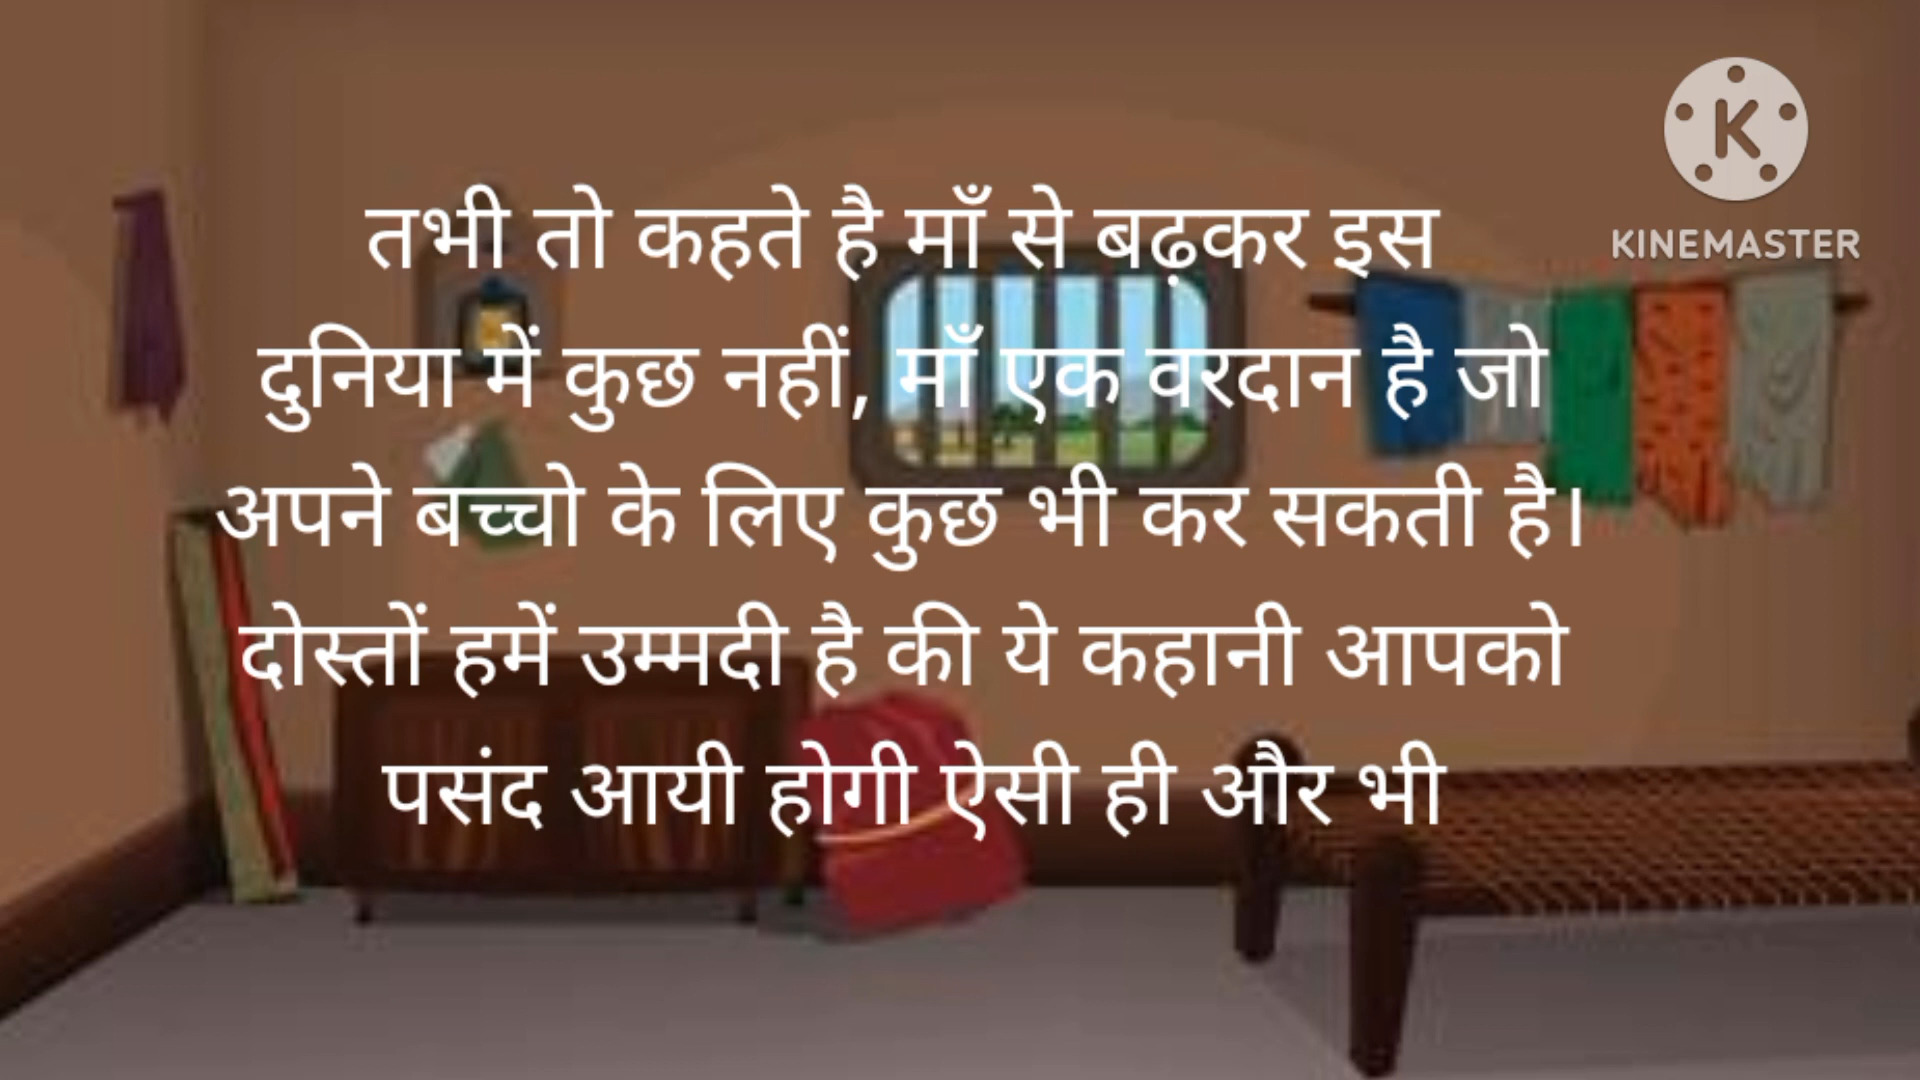 KINEMASTER
तभी तो कहते है माँ से बढ़कर इस
दुनिया में कुछ नहीं, माँ एक वरदान है जो
अपने बच्चो के लिए कुछ भी कर सकती है।
दोस्तों हमें उम्मदी है की ये कहानी आपको
पसंद आयी होगी ऐसी ही और भी